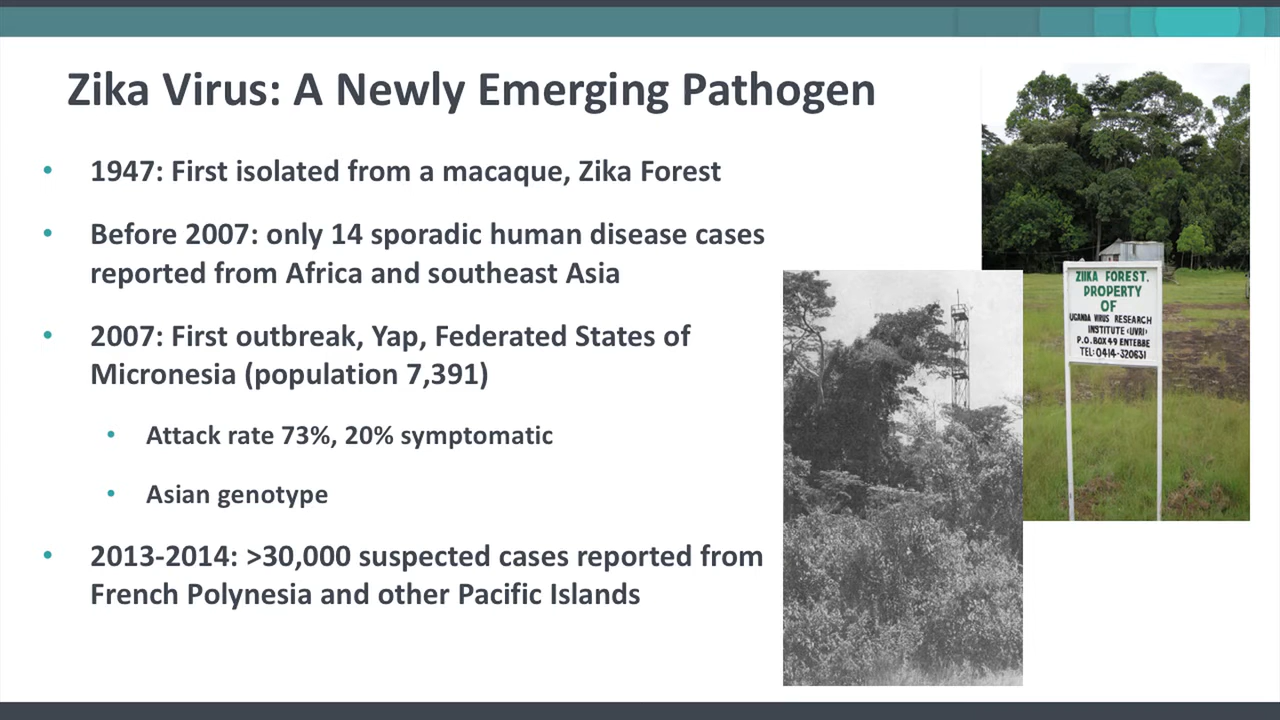 Zika Virus: A Newly Emerging Pathogen
• 1947: First isolated from a macaque, Zika Forest
• Before 2007: only 14 sporadic human disease cases
reported from Africa and southeast Asia
• 2007: First outbreak, Yap, Federated States of
Micronesia (population 7,391)
• Attack rate 73%, 20% symptomatic
• Asian genotype
• 2013-2014: >30,000 suspected cases reported from
French Polynesia and other Pacific Islands
ZIIKA FOREST.
PROPERTY
OF
UGANDA VIRUS RESEARCH
INSTITUTE (UVRI)
P.O.BOX 49 ENTEBBE
TEL: 0414-320631